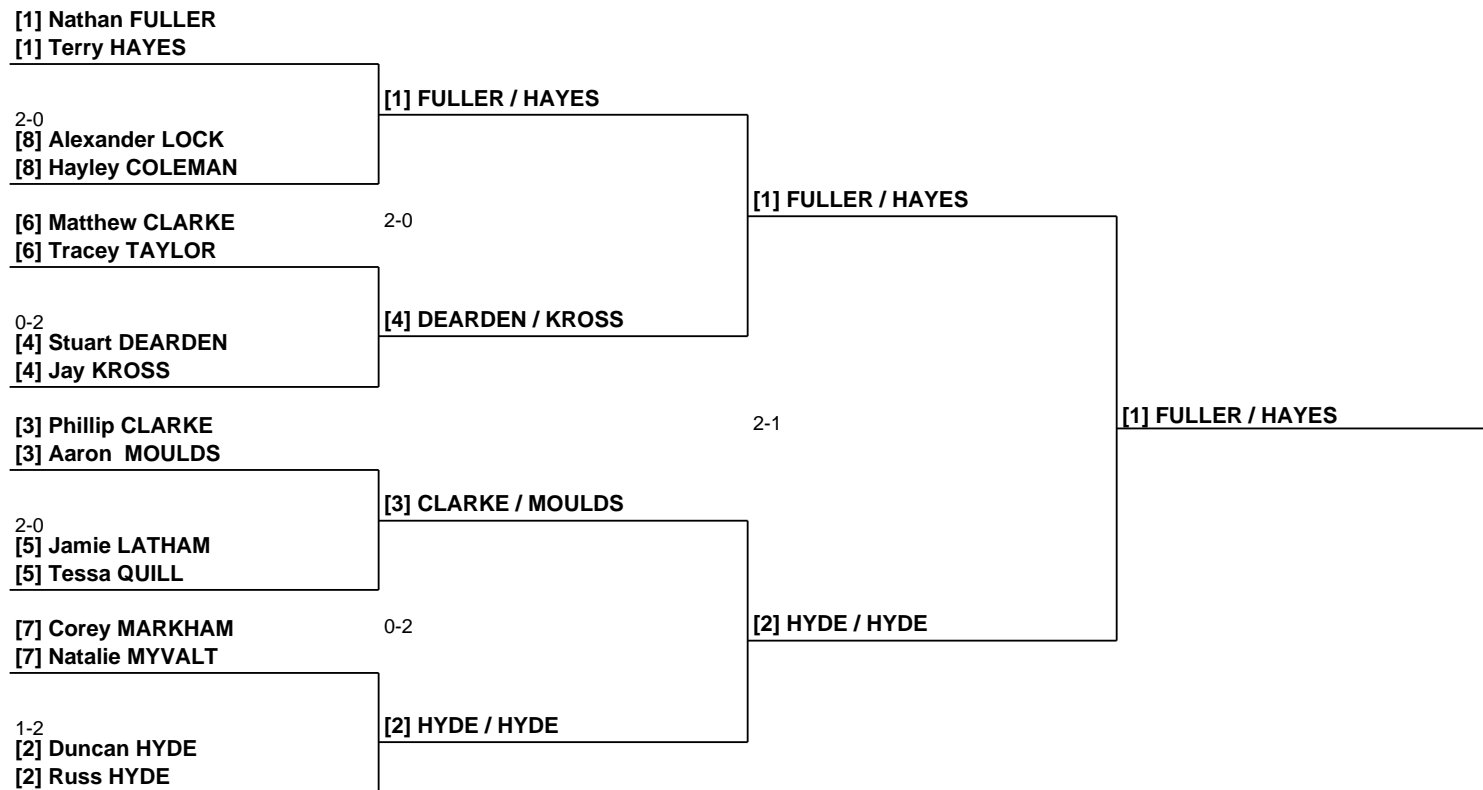 [1] Nathan FULLER
[1] Terry HAYES
[1] FULLER / HAYES
2-0
[8] Alexander LOCK
[8] Hayley COLEMAN
[1] FULLER / HAYES
[6] Matthew CLARKE
2-0
[6] Tracey TAYLOR
0-2
[4] DEARDEN / KROSS
[4] Stuart DEARDEN
[4] Jay KROSS
[1] FULLER / HAYES
[3] Phillip CLARKE
2-1
[3] Aaron  MOULDS
[3] CLARKE / MOULDS
2-0
[5] Jamie LATHAM
[5] Tessa QUILL
[7] Corey MARKHAM
0-2
[2] HYDE / HYDE
[7] Natalie MYVALT
1-2
[2] HYDE / HYDE
[2] Duncan HYDE
[2] Russ HYDE